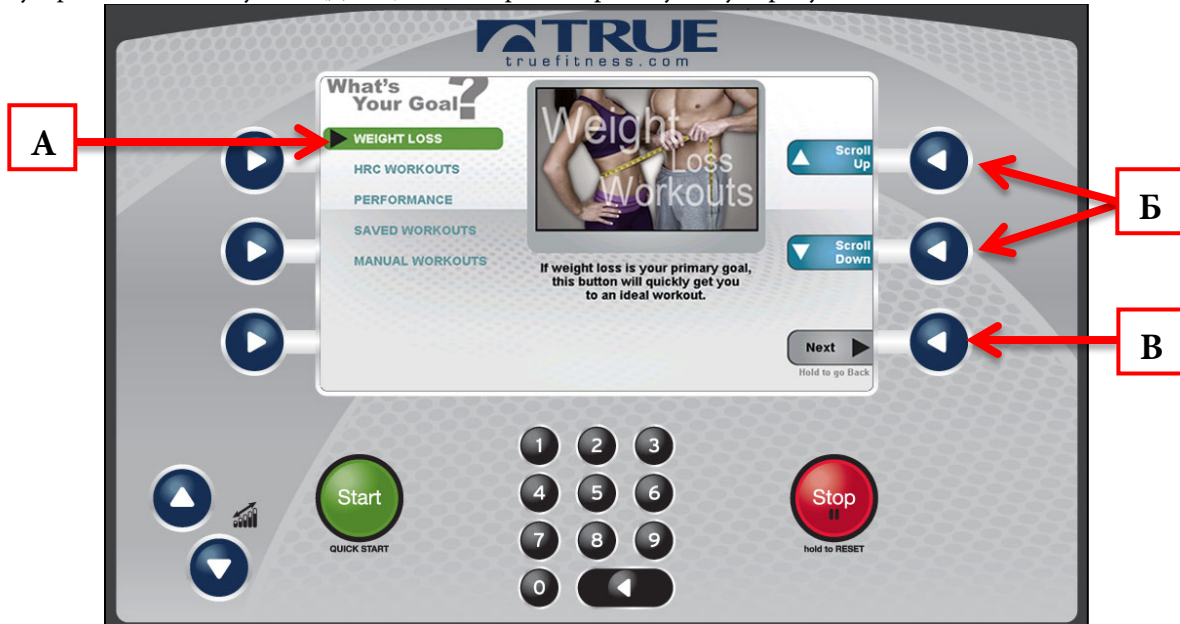 TRUE
truefitness.com
What's
Your Goal?
WEIGHT LOSS
HRC WORKOUTS
PERFORMANCE
SAVED WORKOUTS
MANUAL WORKOUTS
Weight
Loss
Workouts
If weight loss is your primary goal,
this button will quickly get you
to an ideal workout.
Scroll
Up
Scroll
Down
Next
Hold to go Back
А
Б
В
1 2 3
4 5 6
7 8 9
0
Start
QUICK START
Stop
hold to RESET